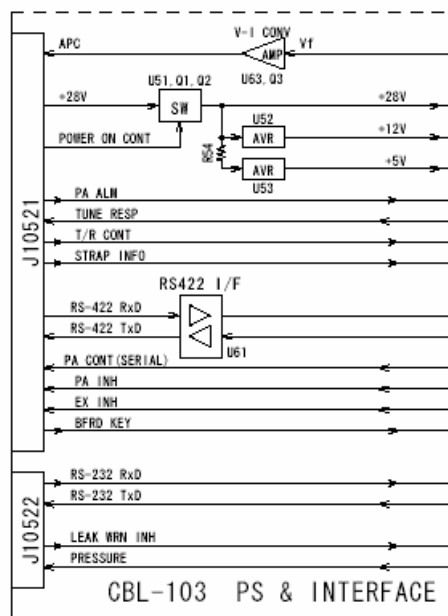 V-I CONV
APC
Vf
AMP
U51, Q1, Q2
U63, Q3
+28V
SW
+28V
U52
POWER ON CONT
AVR
+12V
R54
AVR
+5V
U53
J10521
PA ALM
TUNE RESP
T/R CONT
STRAP INFO
RS422 I/F
RS-422 RxD
RS-422 TxD
U61
PA CONT(SERIAL)
PA INH
EX INH
BFRD KEY
J10522
RS-232 RxD
RS-232 TxD
LEAK WRN INH
PRESSURE
CBL-103 PS & INTERFACE